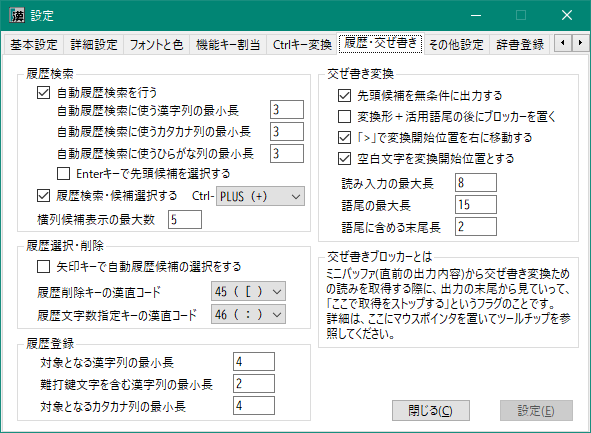 設定
基本設定 詳細設定 フォントと色 機能キー割当 Ctrlキー変換 履歴・交ぜ書き その他設定 辞書登録
履歴検索
自動履歴検索を行う
自動履歴検索に使う漢字列の最小長 3
自動履歴検索に使うカタカナ列の最小長 3
自動履歴検索に使うひらがな列の最小長 3
Enterキーで先頭候補を選択する
履歴検索・候補選択する Ctrl- PLUS (+)
横列候補表示の最大数 5
履歴選択・削除
矢印キーで自動履歴候補の選択をする
履歴削除キーの漢直コード 45 ( [ )
履歴文字数指定キーの漢直コード 46 ( : )
履歴登録
対象となる漢字列の最小長 4
難打鍵文字を含む漢字列の最小長 2
対象となるカタカナ列の最小長 4
交ぜ書き変換
先頭候補を無条件に出力する
変換形+活用語尾の後にブロッカーを置く
「>」で変換開始位置を右に移動する
空白文字を変換開始位置とする
読み入力の最大長 8
語尾の最大長 15
語尾に含める末尾長 2
交ぜ書きブロッカーとは
ミニバッファ(直前の出力内容)から交ぜ書き変換ため
の読みを取得する際に、出力の末尾から見ていって、
「ここで取得をストップする」というフラグのことです。
詳細は、ここにマウスポインタを置いてツールチップを参
照してください。
閉じる(C) 設定(E)